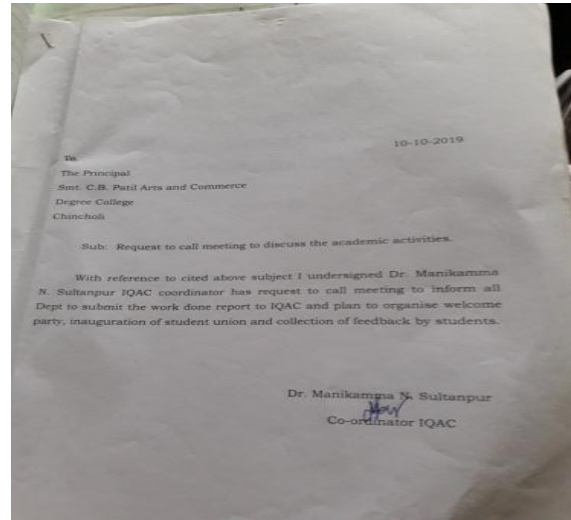 10-10-2019
To
The Principal
Smt. C.B. Patil Arts and Commerce
Degree College
Chincholi
Sub: Request to call meeting to discuss the academic activities.
With reference to cited above subject I undersigned Dr. Manikamma
N. Sultanpur IQAC coordinator has request to call meeting to inform all
Dept to submit the work done report to IQAC and plan to organise welcome
party, inauguration of student union and collection of feedback by students.
Dr. Manikamma N. Sultanpur
Co-ordinator IQAC